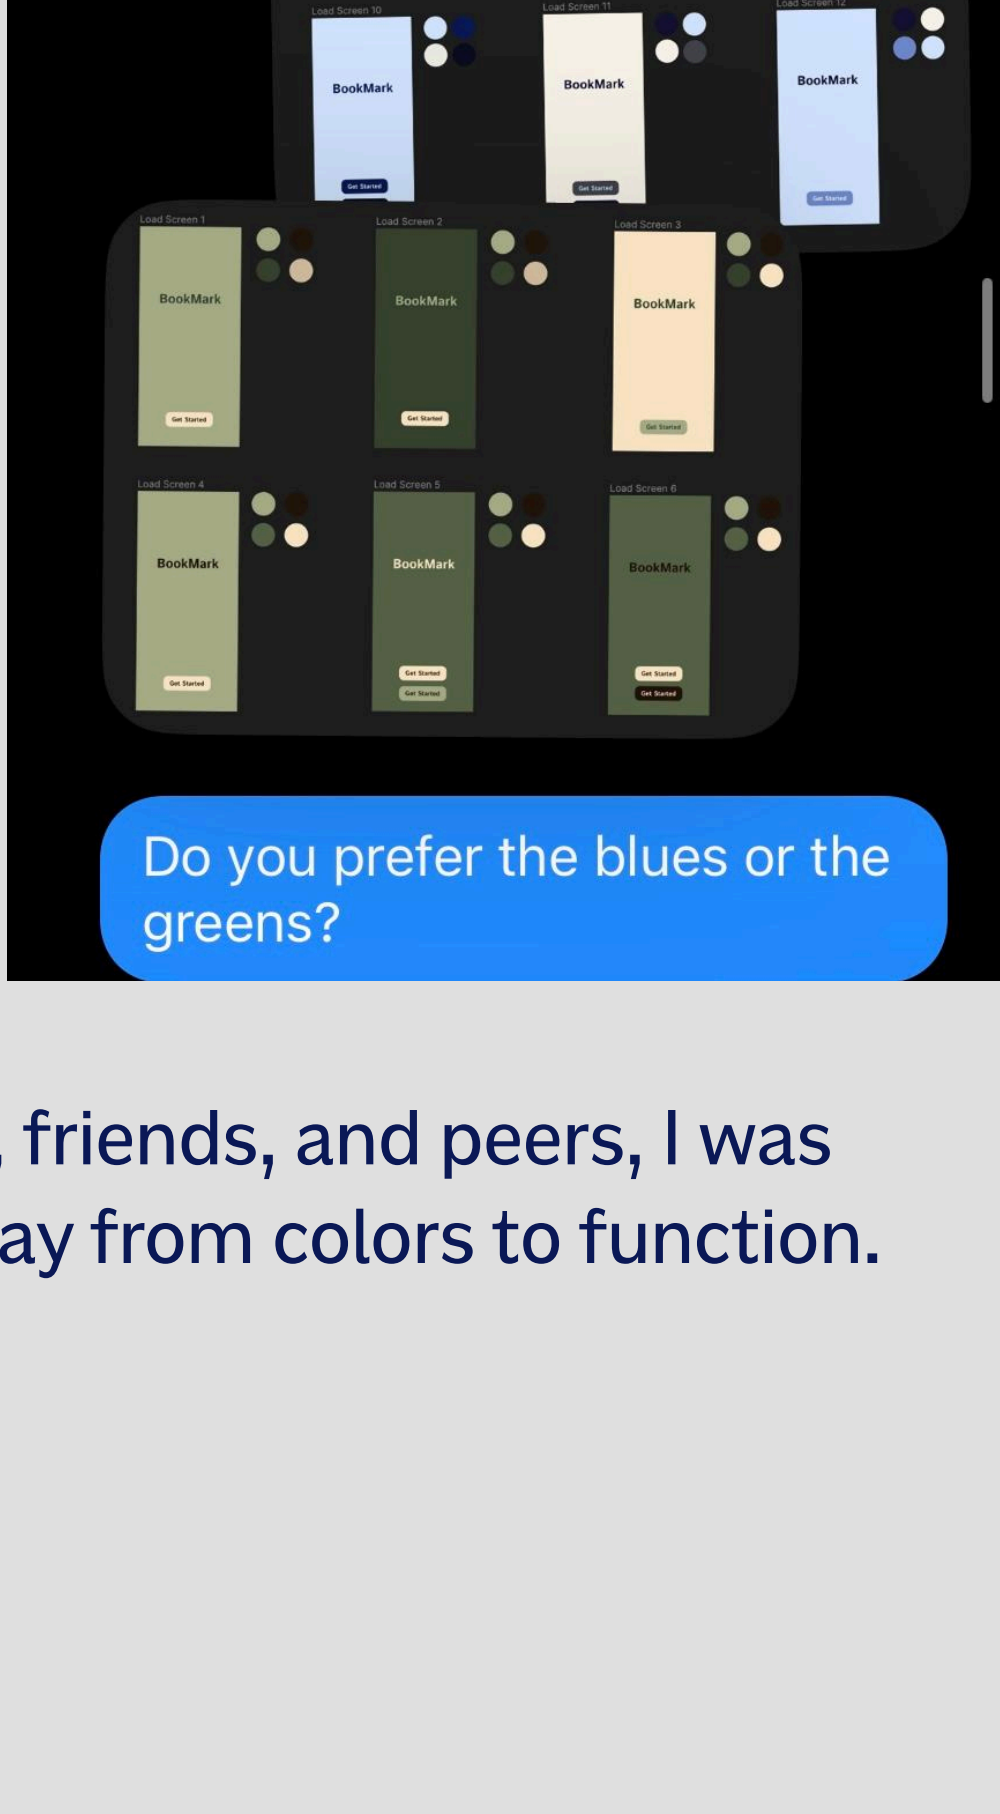 Load Screen 10
Load Screen 11
Load Screen 12
BookMark
BookMark
BookMark
Get Started
Get Started
Get Started
Load Screen 1
Load Screen 2
Load Screen 3
BookMark
BookMark
BookMark
Get Started
Get Started
Get Started
Load Screen 4
Load Screen 5
Load Screen 6
BookMark
BookMark
BookMark
Get Started
Get Started
Get Started
Get Started
Get Started
Do you prefer the blues or the
greens?
, friends, and peers, I was
ay from colors to function.